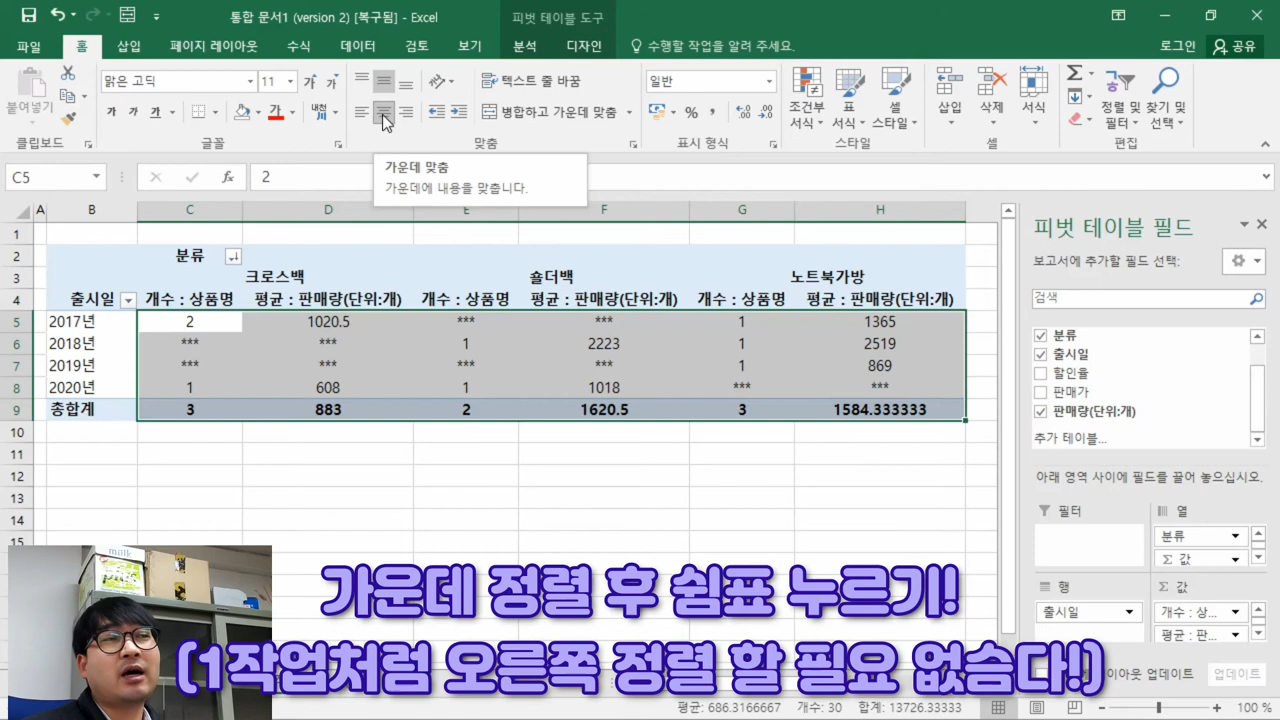 통합 문서1 (version 2) [복구됨] - Excel
피벗 테이블 도구
파일 홈 삽입 페이지 레이아웃 수식 데이터 검토 보기 분석 디자인 수행할 작업을 알려 주세요. 로그인 공유
붙여넣기
맑은 고딕 11 가 가
가 가 가 가 내천
텍스트 줄 바꿈
병합하고 가운데 맞춤
일반
% ,
조건부 서식
표 서식
셀 스타일
삽입 삭제 서식
정렬 및 필터
찾기 및 선택
클립보드 글꼴 맞춤 표시 형식 스타일 셀 편집
C5 fx 2
가운데 맞춤
가운데에 내용을 맞춥니다.
A B C D E F G H
1
2 분류
3 크로스백 숄더백 노트북가방
4 출시일 개수 : 상품명 평균 : 판매량(단위:개) 개수 : 상품명 평균 : 판매량(단위:개) 개수 : 상품명 평균 : 판매량(단위:개)
5 2017년 2 1020.5 *** *** 1 1365
6 2018년 *** *** 1 2223 1 2519
7 2019년 *** *** *** *** 1 869
8 2020년 1 608 1 1018 *** ***
9 총합계 3 883 2 1620.5 3 1584.333333
10
11
12
13
14
15
피벗 테이블 필드
보고서에 추가할 필드 선택:
검색
분류
출시일
할인율
판매가
판매량(단위:개)
추가 테이블...
아래 영역 사이에 필드를 끌어 놓으십시오.
필터 열
분류
Σ 값
행 Σ 값
출시일 개수 : 상...
평균 : 판...
이아웃 업데이트 업데이트
가운데 정렬 후 쉼표 누르기!
(1작업처럼 오른쪽 정렬 할 필요 없슴다!)
평균: 686.3166667 개수: 30 합계: 13726.33333 100 %